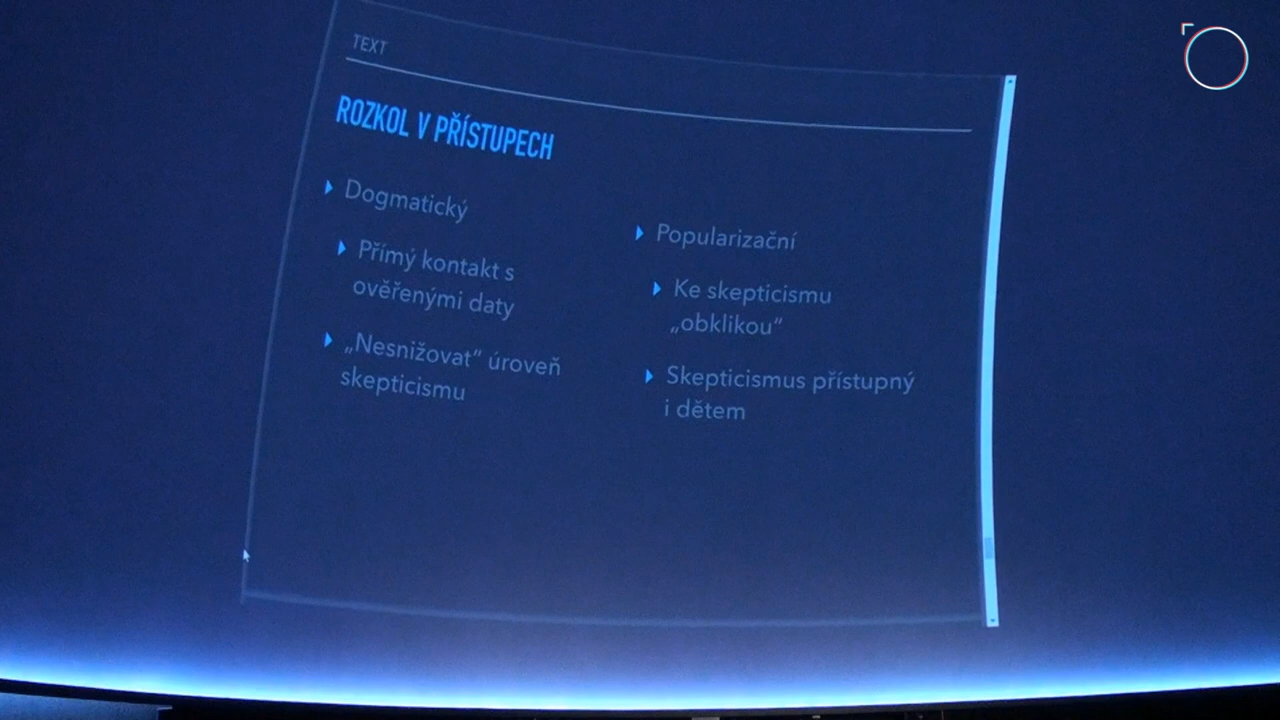 TEXT
ROZKOL V PŘÍSTUPECH
Dogmatický
Přímý kontakt s
ověřenými daty
„Nesnižovat“ úroveň
skepticismu
Popularizační
Ke skepticismu
„obklikou“
Skepticismus přístupný
i dětem